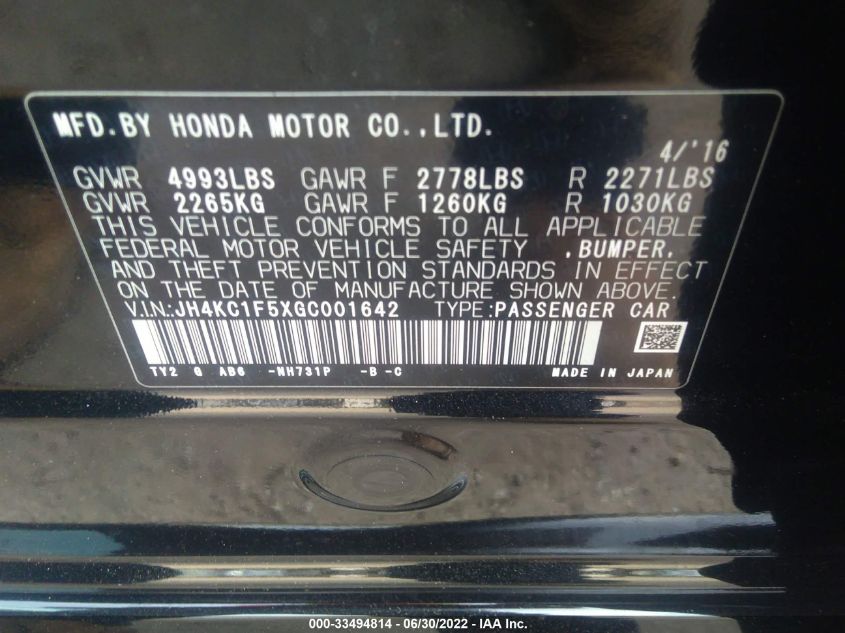 MFD.BY HONDA MOTOR CO.,LTD.
4/'16
GVWR 4993LBS GAWR F 2778LBS R 2271LBS
GVWR 2265KG GAWR F 1260KG R 1030KG
THIS VEHICLE CONFORMS TO ALL APPLICABLE
FEDERAL MOTOR VEHICLE SAFETY ,BUMPER,
AND THEFT PREVENTION STANDARDS IN EFFECT
ON THE DATE OF MANUFACTURE SHOWN ABOVE.
V.I.N.:JH4KC1F5XGC001642 TYPE:PASSENGER CAR
TY2 G AB6 -NH731P -B -C MADE IN JAPAN
000-33494814 - 06/30/2022 - IAA Inc.